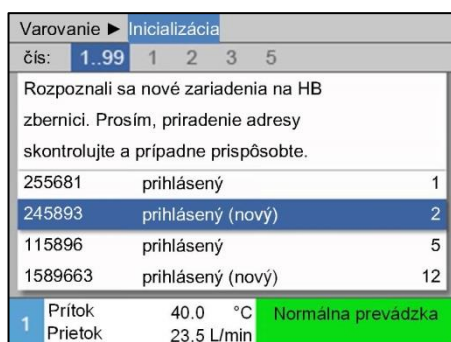 Varovanie ► Inicializácia
čís: 1..99 1 2 3 5
Rozpoznali sa nové zariadenia na HB
zbernici. Prosím, priradenie adresy
skontrolujte a prípadne prispôsobte.
255681 prihlásený 1
245893 prihlásený (nový) 2
115896 prihlásený 5
1589663 prihlásený (nový) 12
1 Prítok 40.0 °C Normálna prevádzka
Prietok 23.5 L/min